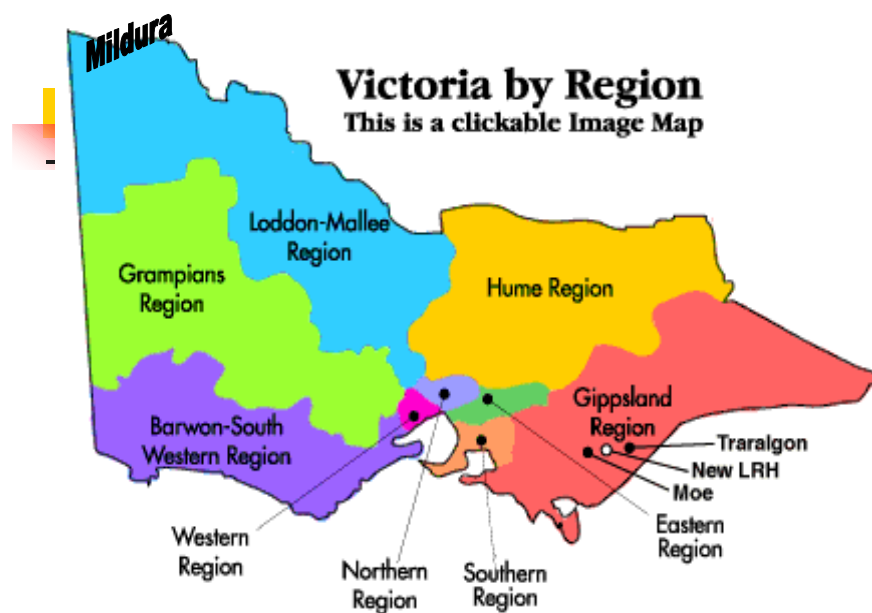 Mildura
Victoria by Region
This is a clickable Image Map
Loddon-Mallee
Region
Grampians
Region
Hume Region
Gippsland
Region
Barwon-South
Western Region
Traralgon
New LRH
Moe
Western
Region
Northern
Region
Southern
Region
Eastern
Region